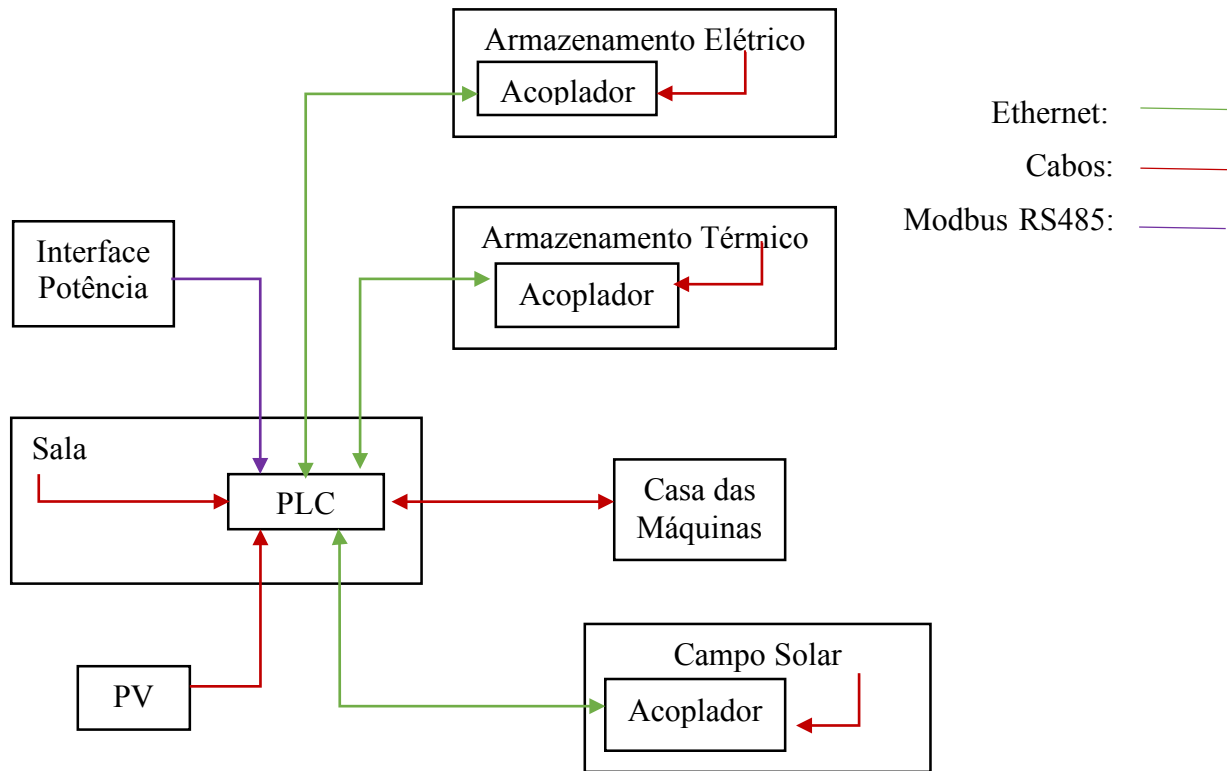 Armazenamento Elétrico
Acoplador
Ethernet:
Cabos:
Modbus RS485:
Armazenamento Térmico
Acoplador
Interface
Potência
Sala
PLC
Casa das
Máquinas
Campo Solar
Acoplador
PV